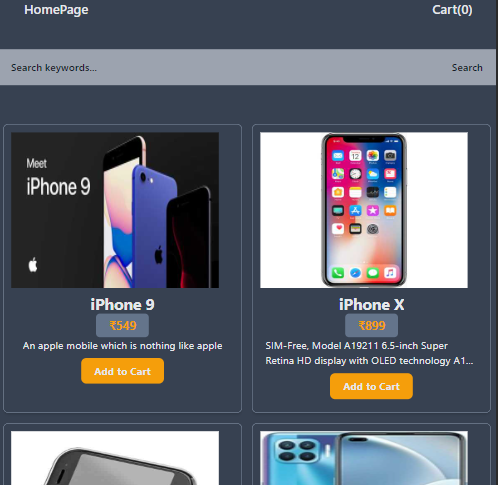 HomePage
Cart(0)
Search keywords...
Search
Meet
iPhone 9
iPhone 9
₹549
An apple mobile which is nothing like apple
Add to Cart
iPhone X
₹899
SIM-Free, Model A19211 6.5-inch Super
Retina HD display with OLED technology A1...
Add to Cart